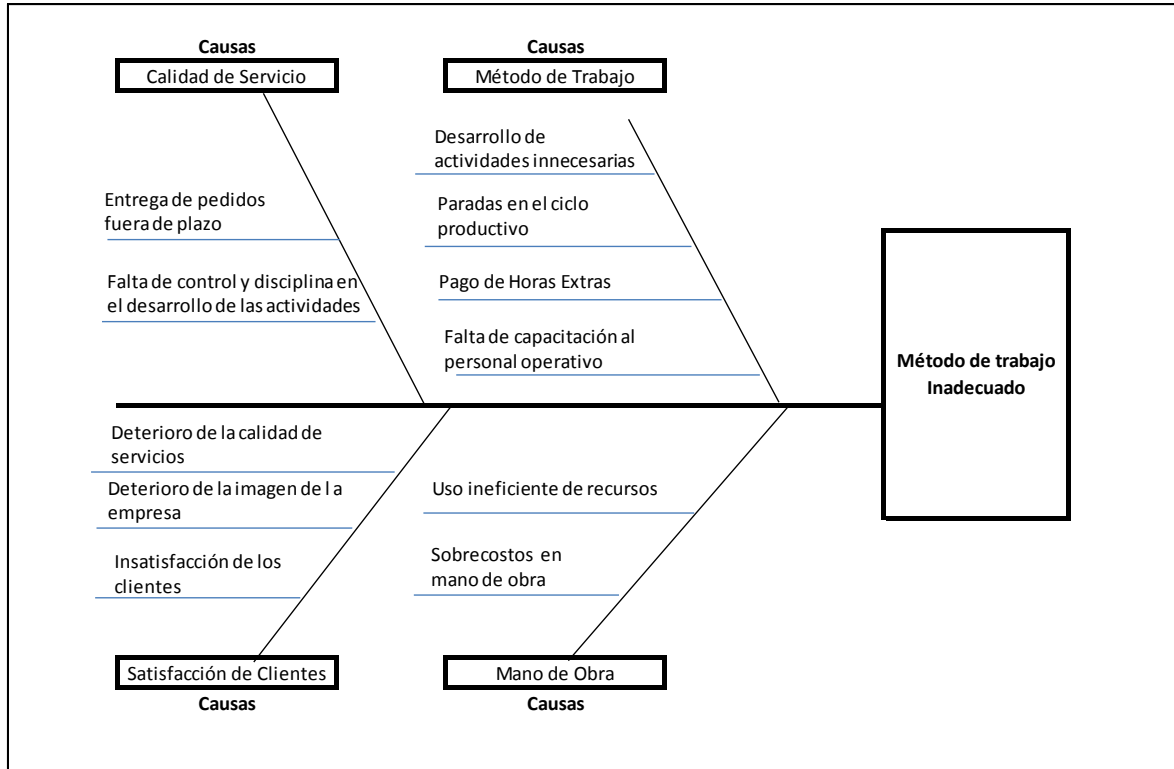 Causas
Calidad de Servicio
Entrega de pedidos
fuera de plazo
Falta de control y disciplina en
el desarrollo de las actividades
Causas
Método de Trabajo
Desarrollo de
actividades innecesarias
Paradas en el ciclo
productivo
Pago de Horas Extras
Falta de capacitación al
personal operativo
Método de trabajo
Inadecuado
Deterioro de la calidad de
servicios
Deterioro de la imagen de l a
empresa
Insatisfacción de los
clientes
Satisfacción de Clientes
Causas
Uso ineficiente de recursos
Sobrecostos en
mano de obra
Mano de Obra
Causas